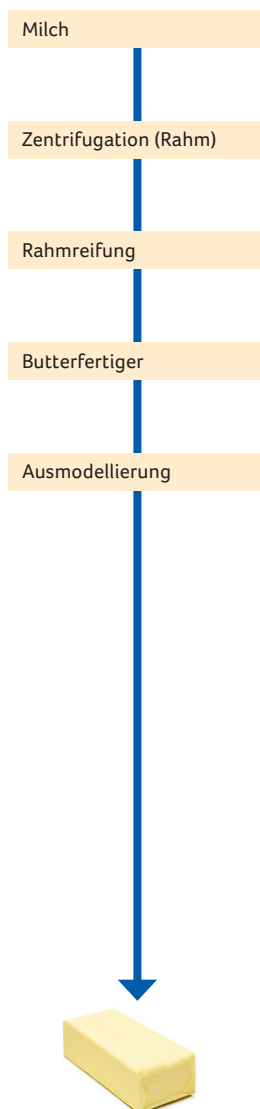 Milch
Zentrifugation (Rahm)
Rahmreifung
Butterfertiger
Ausmodellierung